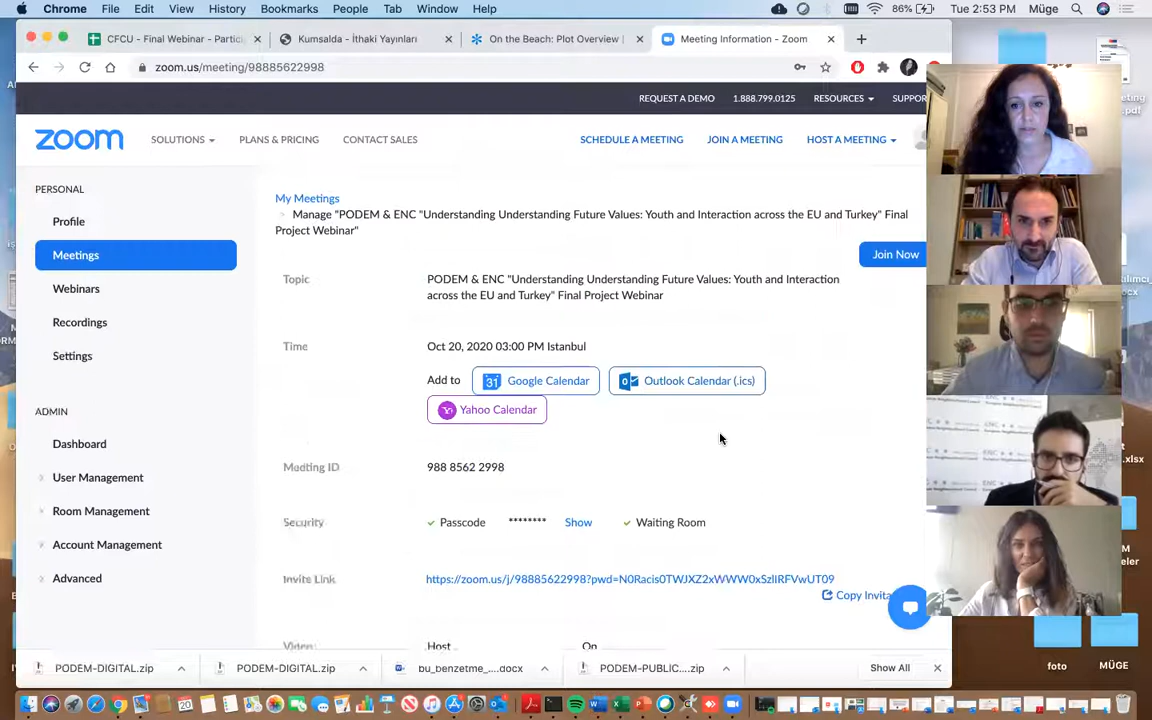 Chrome File Edit View History Bookmarks People Tab Window Help 86% Tue 2:53 PM Müge
CFCU - Final Webinar - Partic Kumsalda - İthaki Yayınları On the Beach: Plot Overview | Meeting Information - Zoom
zoom.us/meeting/98885622998
REQUEST A DEMO 1.888.799.0125 RESOURCES SUPPOR
zoom SOLUTIONS PLANS & PRICING CONTACT SALES SCHEDULE A MEETING JOIN A MEETING HOST A MEETING
PERSONAL
Profile
Meetings
Webinars
Recordings
Settings
ADMIN
Dashboard
User Management
Room Management
Account Management
Advanced
My Meetings
> Manage "PODEM & ENC "Understanding Understanding Future Values: Youth and Interaction across the EU and Turkey" Final
Project Webinar"
Join Now
Topic PODEM & ENC "Understanding Understanding Future Values: Youth and Interaction
across the EU and Turkey" Final Project Webinar
Time Oct 20, 2020 03:00 PM Istanbul
Add to 31 Google Calendar Outlook Calendar (.ics)
Yahoo Calendar
Meeting ID 988 8562 2998
Security Passcode ******** Show Waiting Room
Invite Link https://zoom.us/j/98885622998?pwd=N0Racis0TWJXZ2xWWW0xSzlIRFVwUT09
Copy Invita
Video Host On
PODEM-DIGITAL.zip PODEM-DIGITAL.zip bu_benzetme_....docx PODEM-PUBLIC....zip Show All
foto MÜGE